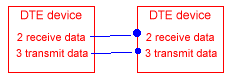 DTE device
2 receive data
3 transmit data
DTE device
2 receive data
3 transmit data